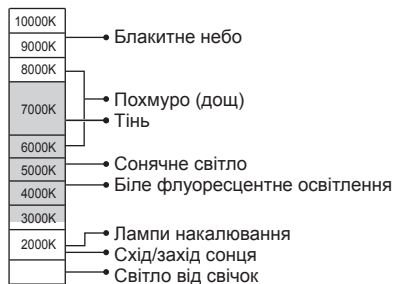 10000K
9000K
Блакитне небо
8000K
Похмуро (дощ)
7000K
Тінь
6000K
5000K
Сонячне світло
4000K
Біле флуоресцентне освітлення
3000K
2000K
Лампи накалювання
Схід/захід сонця
Світло від свічок